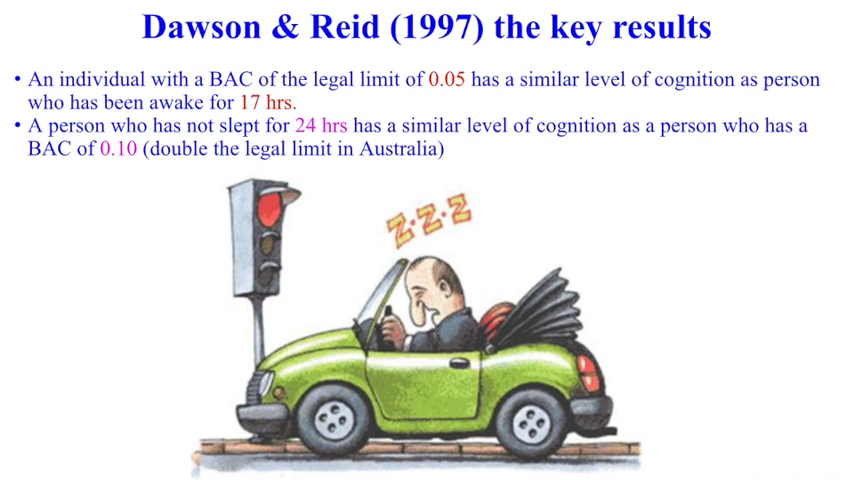 Dawson & Reid (1997) the key results
• An individual with a BAC of the legal limit of 0.05 has a similar level of cognition as person
who has been awake for 17 hrs.
• A person who has not slept for 24 hrs has a similar level of cognition as a person who has a
BAC of 0.10 (double the legal limit in Australia)
Z·Z·Z